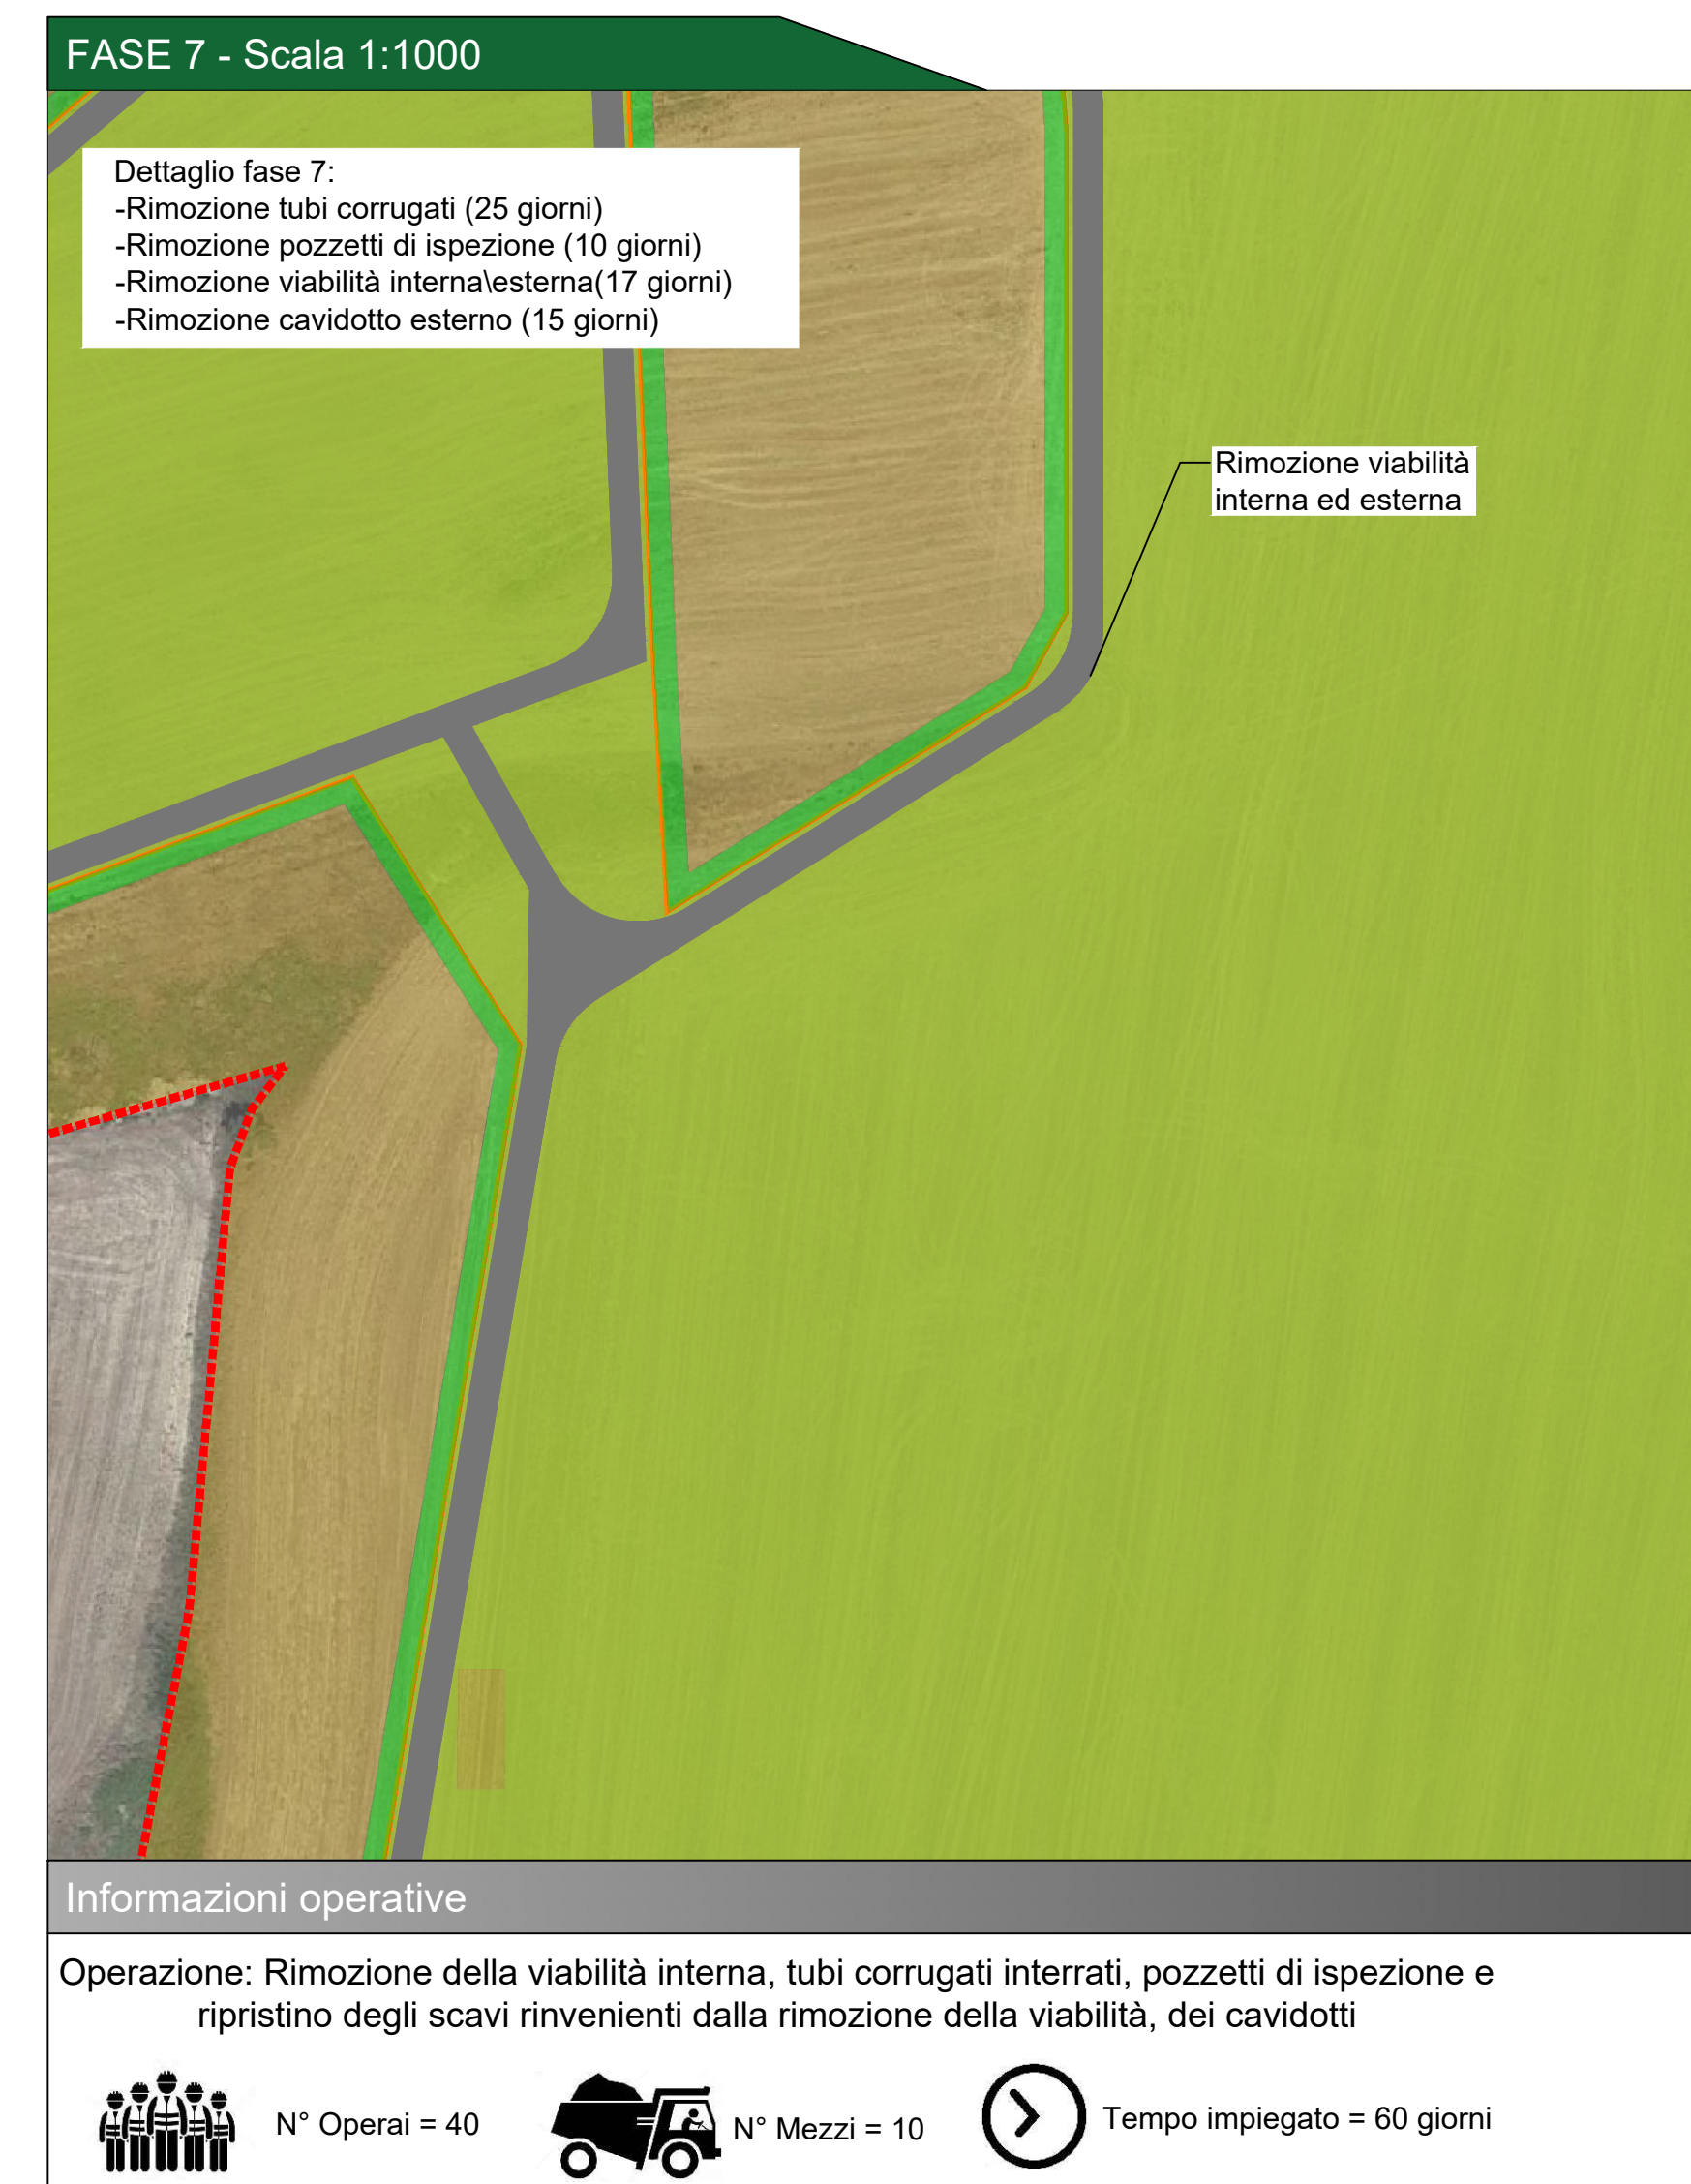 FASE 7 - Scala 1:1000
Dettaglio fase 7:
-Rimozione tubi corrugati (25 giorni)
-Rimozione pozzetti di ispezione (10 giorni)
-Rimozione viabilità interna\esterna(17 giorni)
-Rimozione cavidotto esterno (15 giorni)
Rimozione viabilità
interna ed esterna
Informazioni operative
Operazione: Rimozione della viabilità interna, tubi corrugati interrati, pozzetti di ispezione e
ripristino degli scavi rinvenienti dalla rimozione della viabilità, dei cavidotti
N° Operai = 40
N° Mezzi = 10
Tempo impiegato = 60 giorni